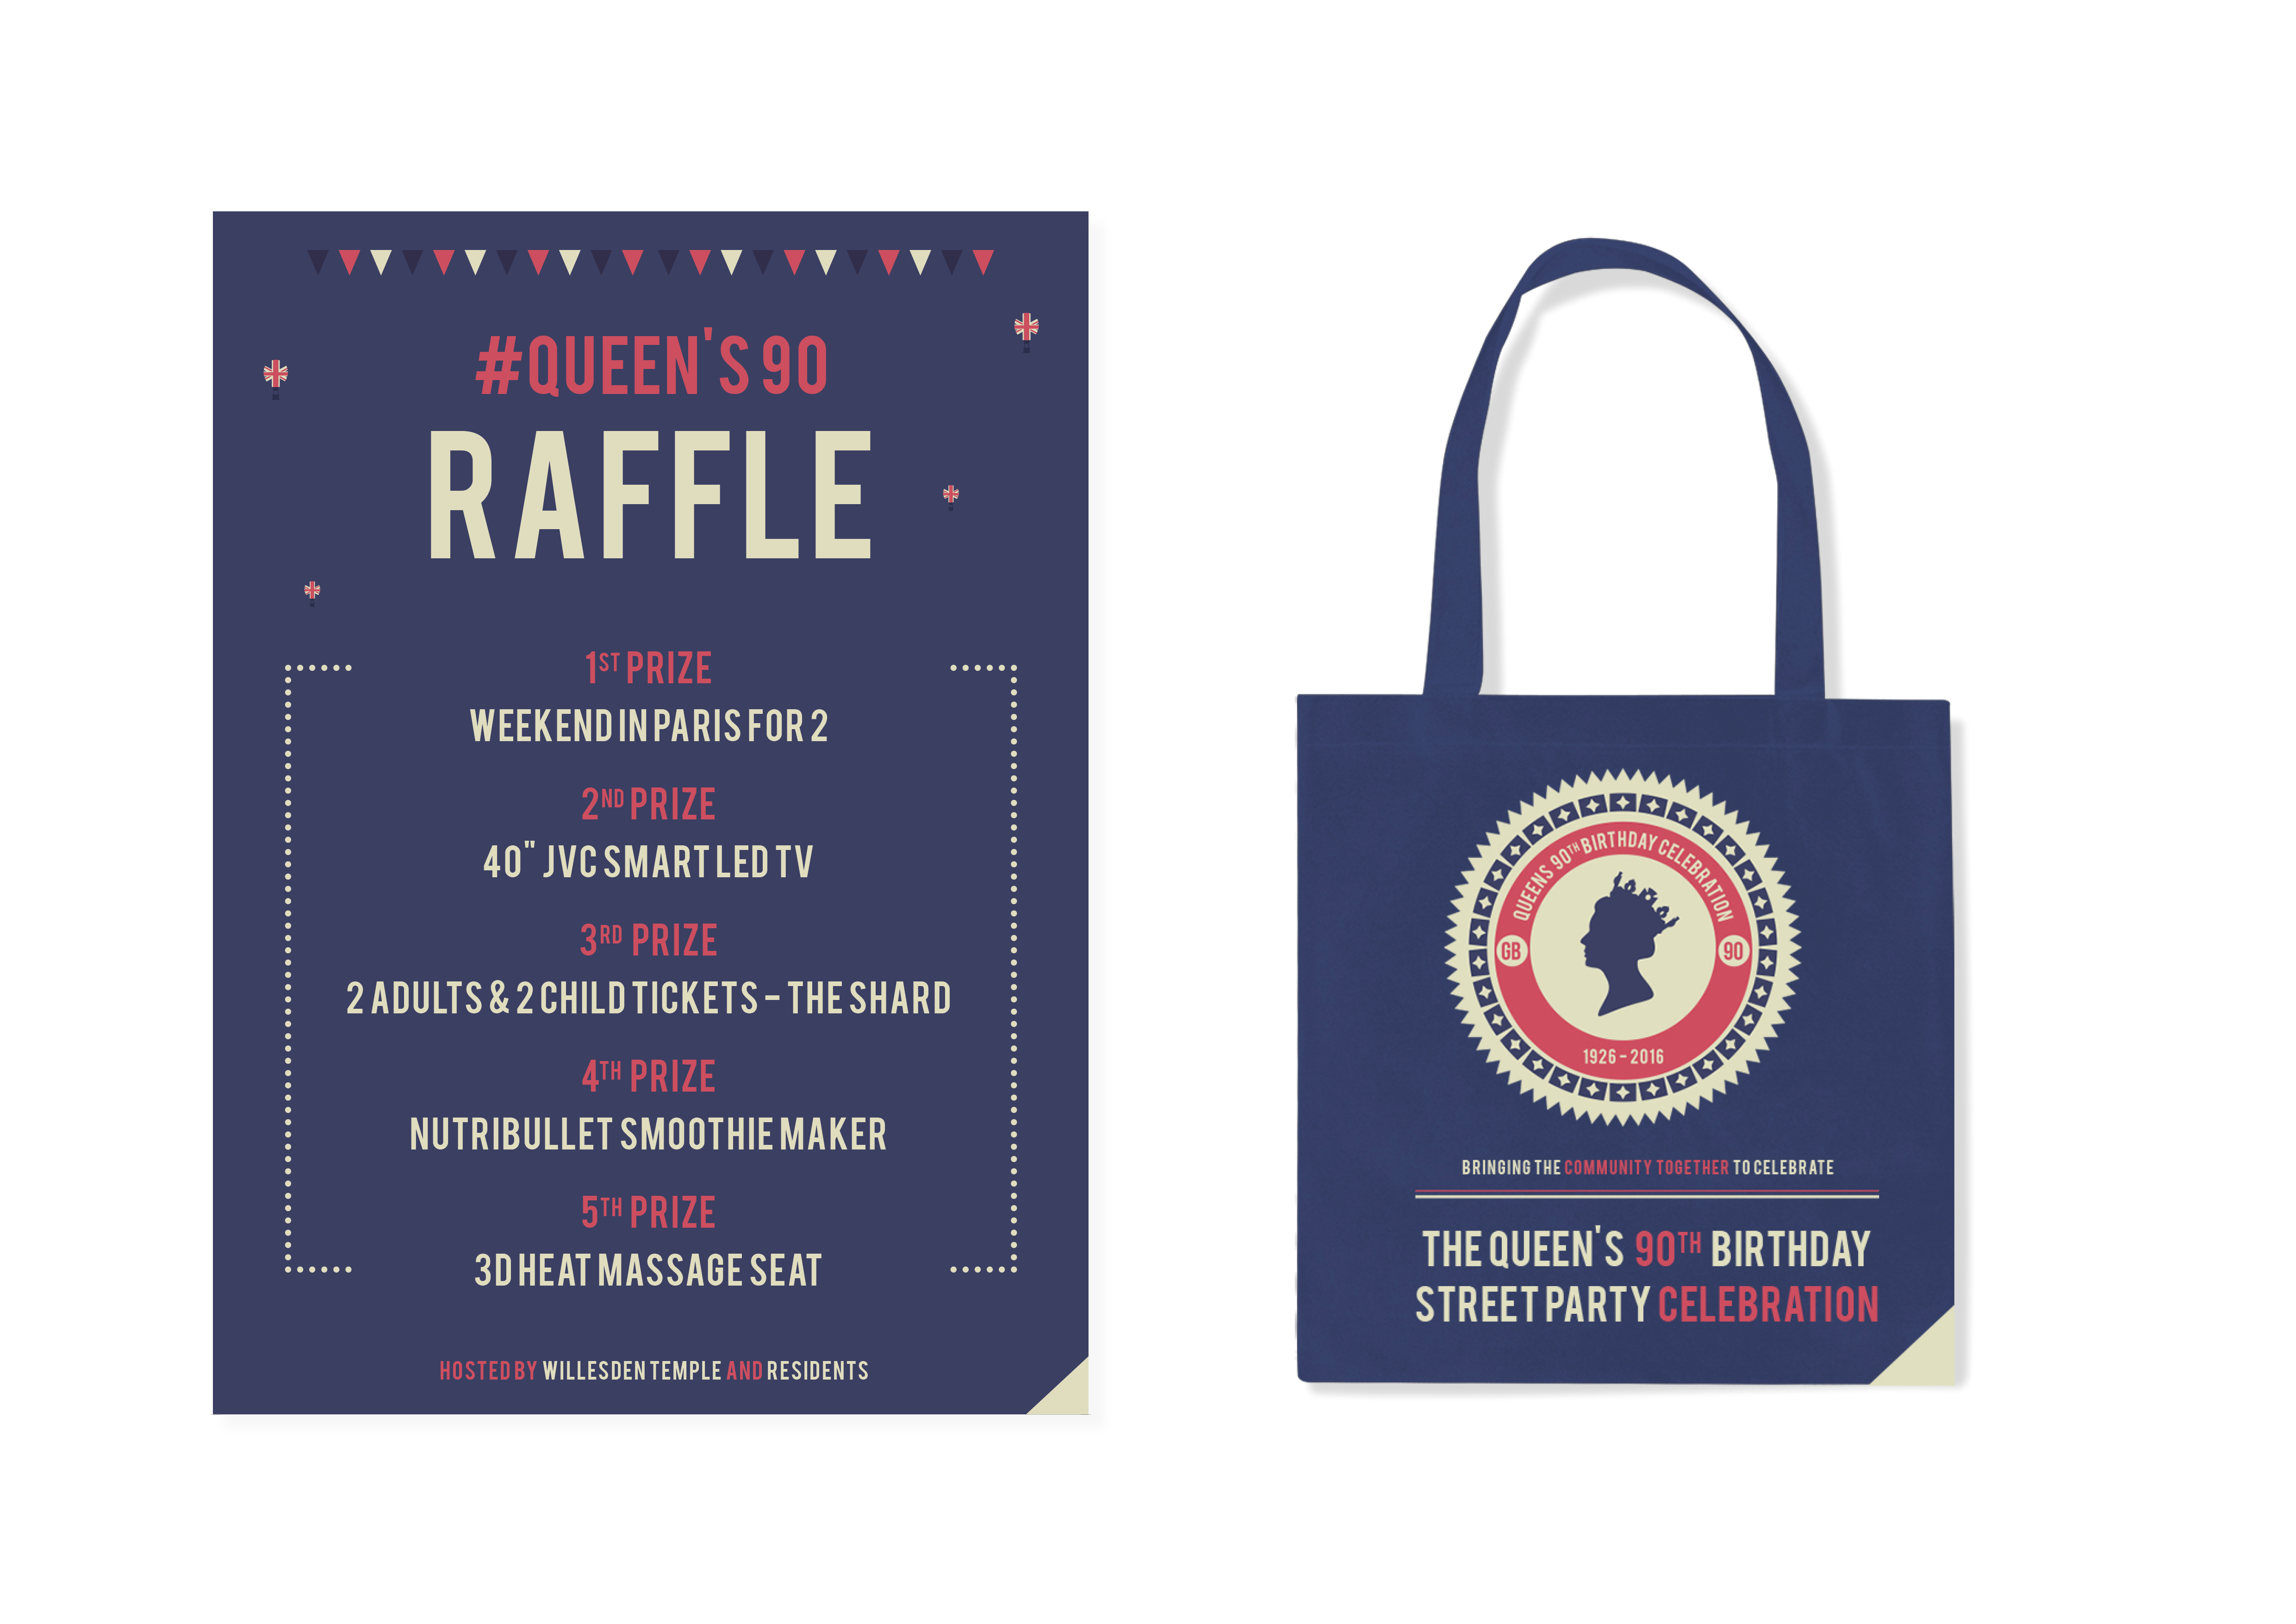 #QUEEN'S 90
RAFFLE
1ST PRIZE
WEEKEND IN PARIS FOR 2
2ND PRIZE
40" JVC SMART LED TV
3RD PRIZE
2 ADULTS & 2 CHILD TICKETS - THE SHARD
4TH PRIZE
NUTRIBULLET SMOOTHIE MAKER
5TH PRIZE
3D HEAT MASSAGE SEAT
HOSTED BY WILLESDEN TEMPLE AND RESIDENTS
QUEENS 90TH BIRTHDAY CELEBRATION
GB
90
1926 - 2016
BRINGING THE COMMUNITY TOGETHER TO CELEBRATE
THE QUEEN'S 90TH BIRTHDAY
STREET PARTY CELEBRATION